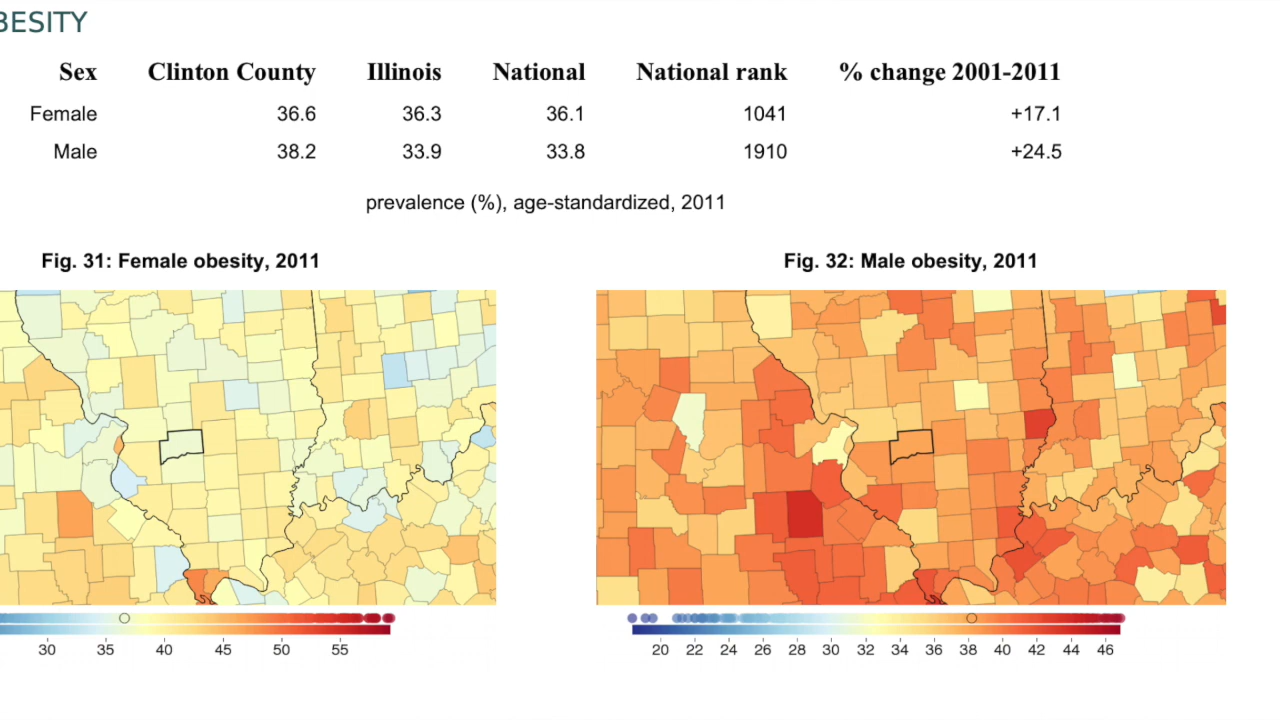 BESITY
Sex Clinton County Illinois National National rank % change 2001-2011
Female 36.6 36.3 36.1 1041 +17.1
Male 38.2 33.9 33.8 1910 +24.5
prevalence (%), age-standardized, 2011
Fig. 31: Female obesity, 2011
Fig. 32: Male obesity, 2011
30 35 40 45 50 55
20 22 24 26 28 30 32 34 36 38 40 42 44 46